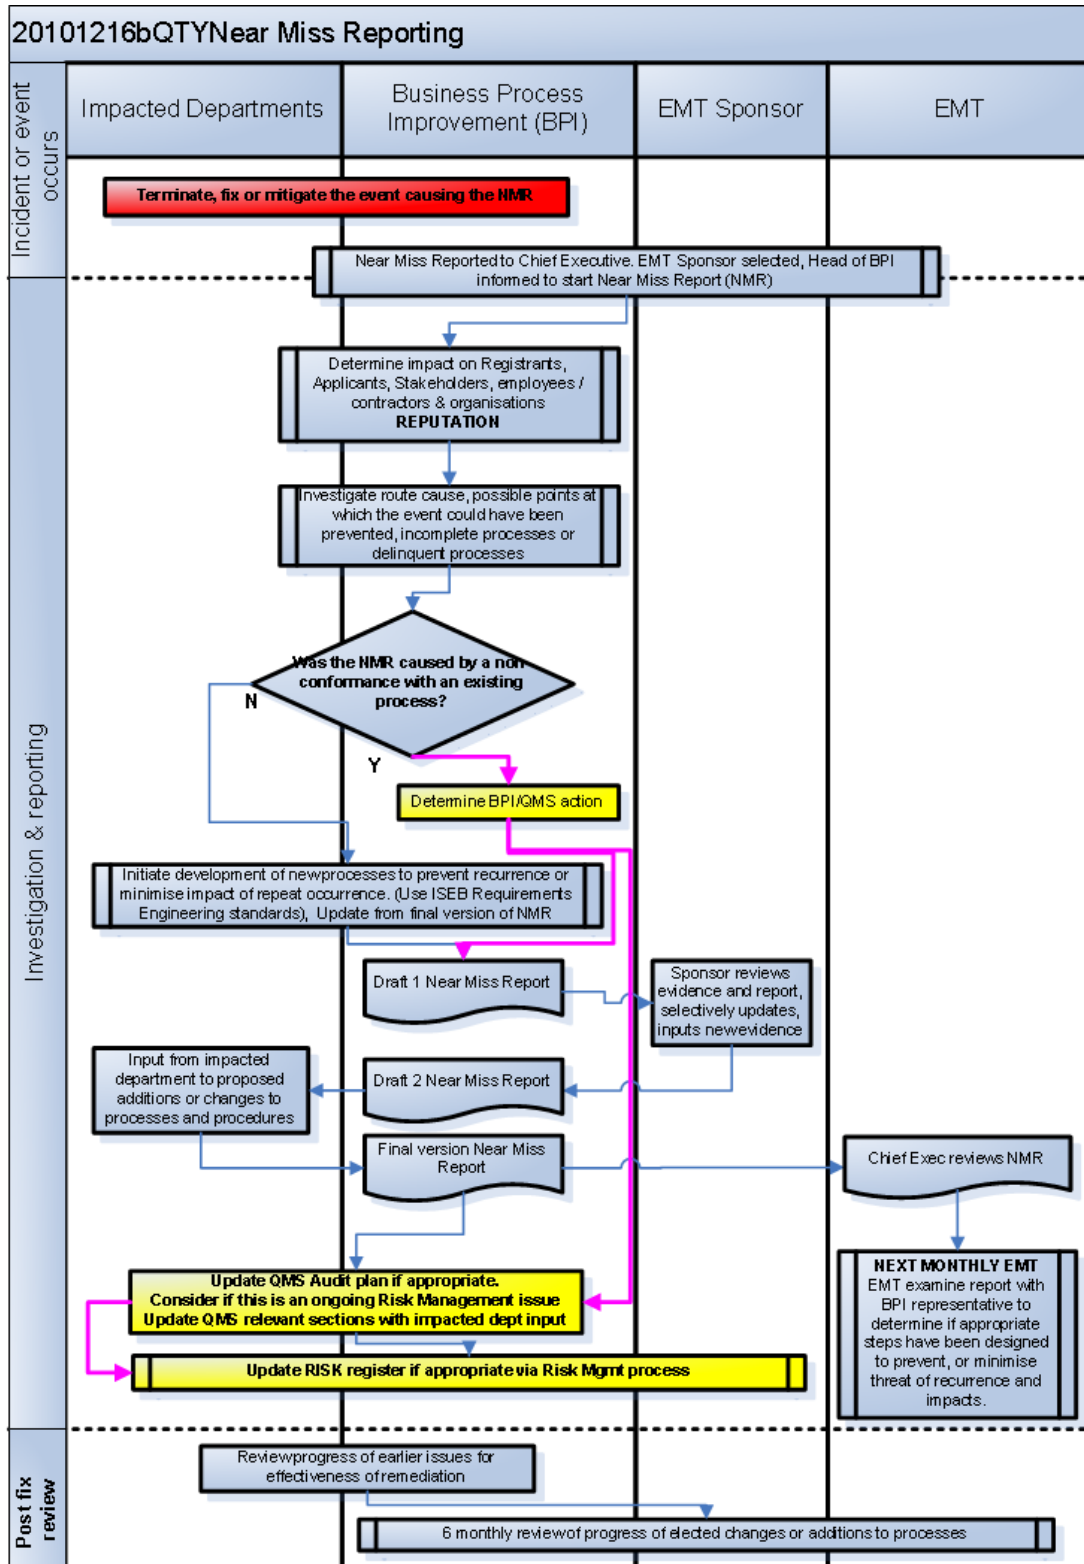 20101216bQTYNear Miss Reporting
Incident or event
occurs
Impacted Departments
Business Process
Improvement (BPI)
EMT Sponsor
EMT
Terminate, fix or mitigate the event causing the NMR
Near Miss Reported to Chief Executive. EMT Sponsor selected, Head of BPI
informed to start Near Miss Report (NMR)
Investigation & reporting
Determine impact on Registrants,
Applicants, Stakeholders, employees /
contractors & organisations
REPUTATION
Investigate route cause, possible points at
which the event could have been
prevented, incomplete processes or
delinquent processes
Was the NMR caused by a non
conformance with an existing
process?
N
Y
Determine BPI/QMS action
Initiate development of newprocesses to prevent recurrence or
minimise impact of repeat occurrence. (Use ISEB Requirements
Engineering standards), Update from final version of NMR
Draft 1 Near Miss Report
Sponsor reviews
evidence and report,
selectively updates,
inputs newevidence
Input from impacted
department to proposed
additions or changes to
processes and procedures
Draft 2 Near Miss Report
Final version Near Miss
Report
Chief Exec reviews NMR
Update QMS Audit plan if appropriate.
Consider if this is an ongoing Risk Management issue
Update QMS relevant sections with impacted dept input
NEXT MONTHLY EMT
EMT examine report with
BPI representative to
determine if appropriate
steps have been designed
to prevent, or minimise
threat of recurrence and
impacts.
Update RISK register if appropriate via Risk Mgmt process
Post fix
review
Reviewprogress of earlier issues for
effectiveness of remediation
6 monthly reviewof progress of elected changes or additions to processes